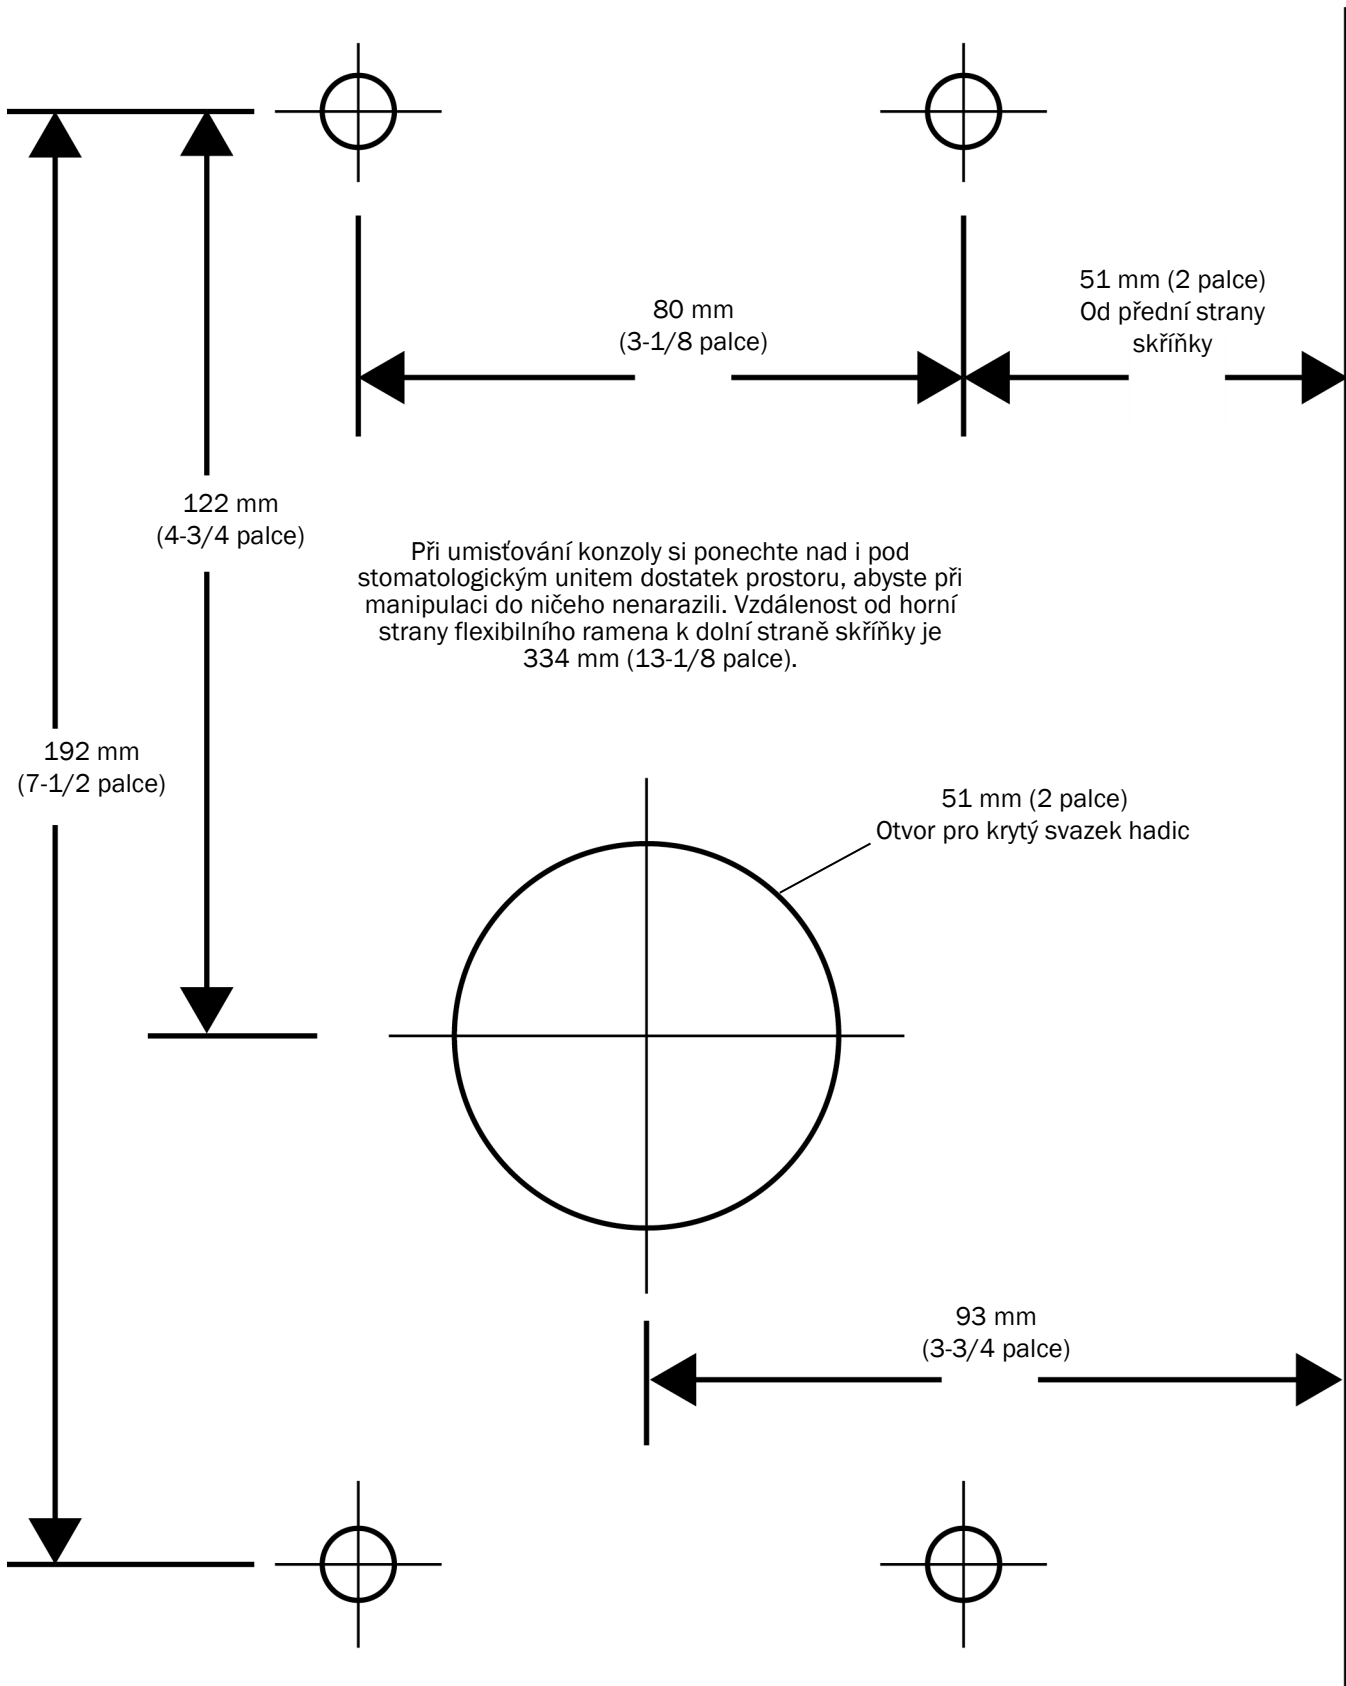 51 mm (2 palce)
Od přední strany
skříňky
80 mm
(3-1/8 palce)
122 mm
(4-3/4 palce)
Při umisťování konzoly si ponechte nad i pod
stomatologickým unitem dostatek prostoru, abyste při
manipulaci do ničeho nenarazili. Vzdálenost od horní
strany flexibilního ramena k dolní straně skříňky je
334 mm (13-1/8 palce).
192 mm
(7-1/2 palce)
51 mm (2 palce)
Otvor pro krytý svazek hadic
93 mm
(3-3/4 palce)